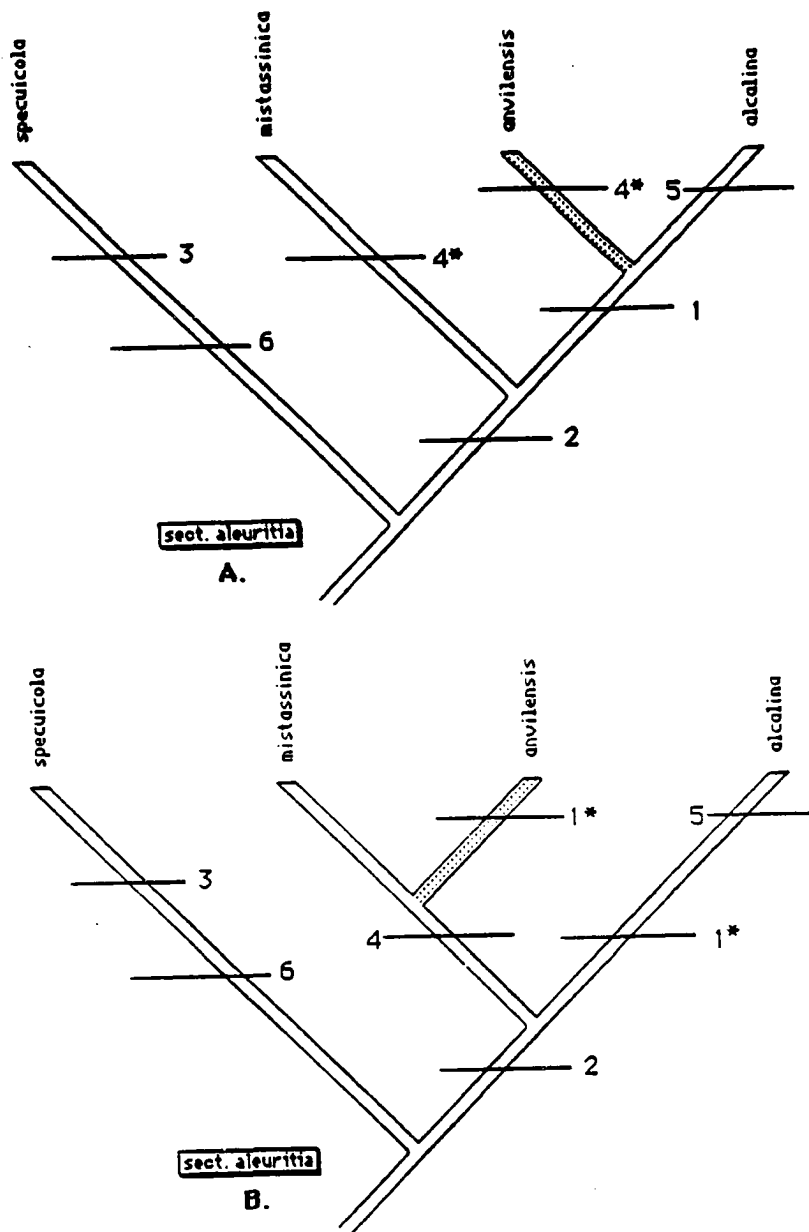 specuicola
mistassinica
anvilensis
alcalina
4*
5
3
4*
1
6
2
sect. aleuritia
A.
specuicola
mistassinica
anvilensis
alcalina
1*
5
3
4
1*
6
2
sect. aleuritia
B.